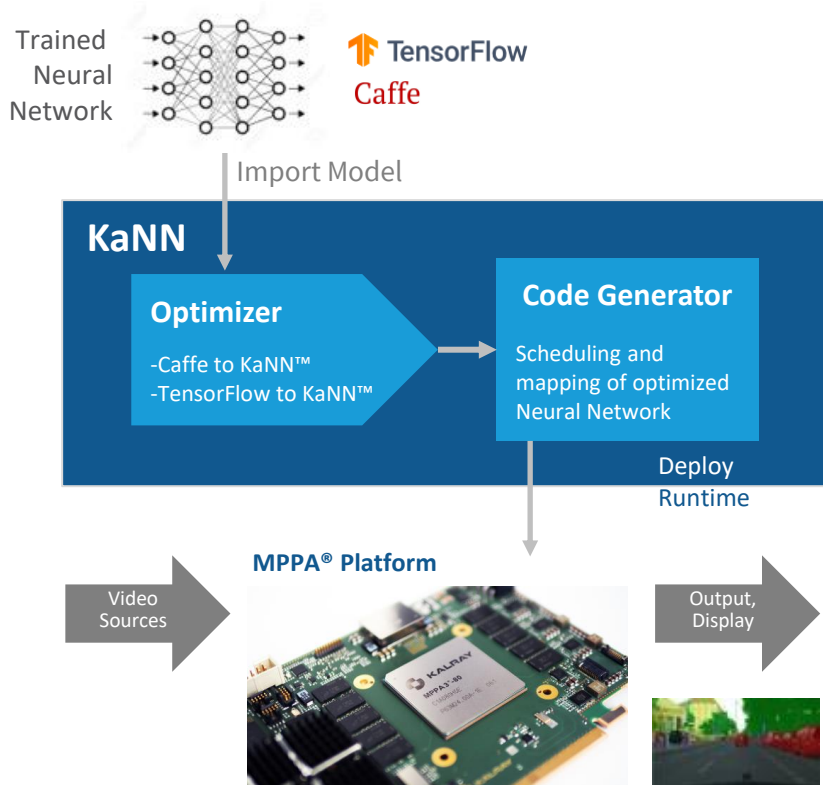 Trained
Neural
Network
TensorFlow
Caffe
Import Model
KaNN
Optimizer
-Caffe to KaNN™
-TensorFlow to KaNN™
Code Generator
Scheduling and
mapping of optimized
Neural Network
Deploy
Runtime
MPPA® Platform
Video
Sources
KALRAY
MPPA3™-80
Output,
Display